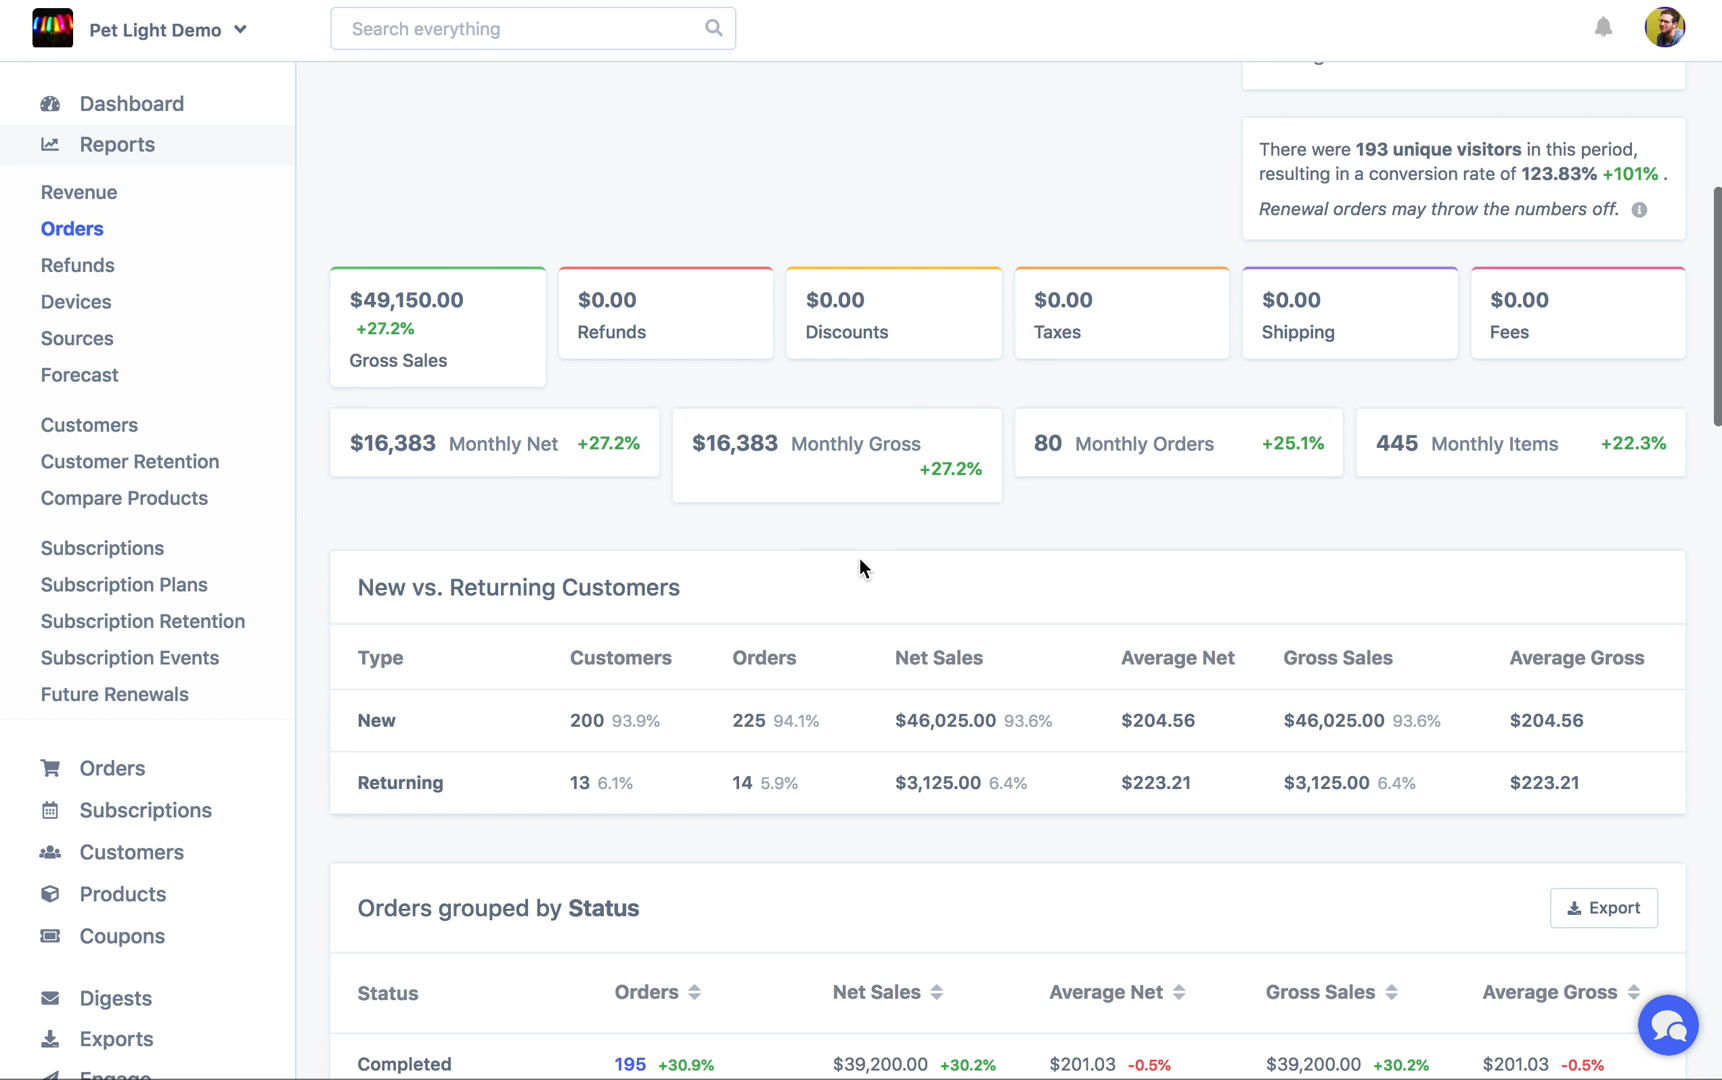 Pet Light Demo
Search everything
Dashboard
Reports
Revenue
Orders
Refunds
Devices
Sources
Forecast
Customers
Customer Retention
Compare Products
Subscriptions
Subscription Plans
Subscription Retention
Subscription Events
Future Renewals
Orders
Subscriptions
Customers
Products
Coupons
Digests
Exports
Engage
There were 193 unique visitors in this period,
resulting in a conversion rate of 123.83% +101% .
Renewal orders may throw the numbers off.
$49,150.00
+27.2%
Gross Sales
$0.00
Refunds
$0.00
Discounts
$0.00
Taxes
$0.00
Shipping
$0.00
Fees
$16,383 Monthly Net +27.2%
$16,383 Monthly Gross
+27.2%
80 Monthly Orders +25.1%
445 Monthly Items +22.3%
New vs. Returning Customers
Type Customers Orders Net Sales Average Net Gross Sales Average Gross
New 200 93.9% 225 94.1% $46,025.00 93.6% $204.56 $46,025.00 93.6% $204.56
Returning 13 6.1% 14 5.9% $3,125.00 6.4% $223.21 $3,125.00 6.4% $223.21
Orders grouped by Status
Export
Status Orders Net Sales Average Net Gross Sales Average Gross
Completed 195 +30.9% $39,200.00 +30.2% $201.03 -0.5% $39,200.00 +30.2% $201.03 -0.5%